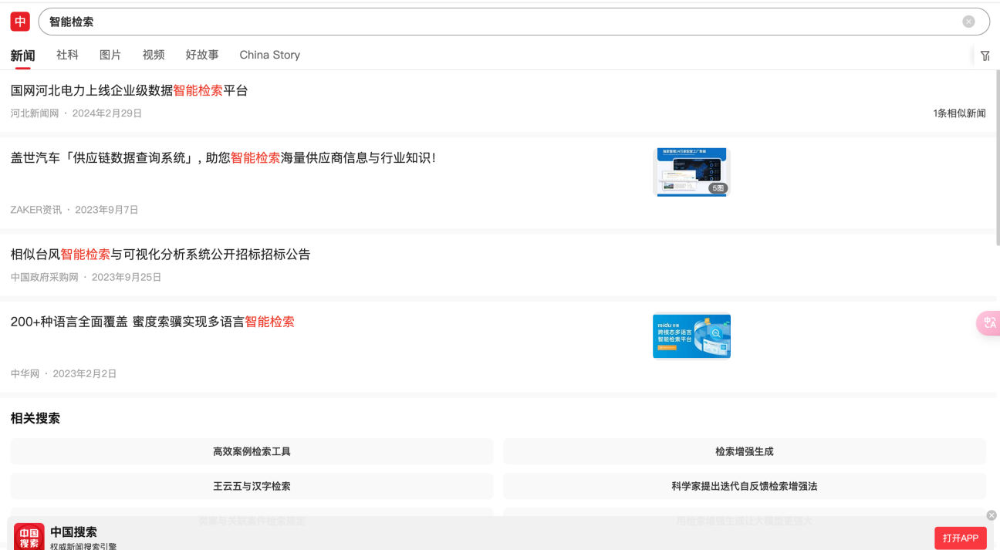 中
智能检索
新闻 社科 图片 视频 好故事 China Story
国网河北电力上线企业级数据智能检索平台
河北新闻网 · 2024年2月29日
1条相似新闻
盖世汽车「供应链数据查询系统」, 助您智能检索海量供应商信息与行业知识！
5图
ZAKER资讯 · 2023年9月7日
相似台风智能检索与可视化分析系统公开招标招标公告
中国政府采购网 · 2023年9月25日
200+种语言全面覆盖 蜜度索骥实现多语言智能检索
midu
跨模态多语言
智能检索平台
中华网 · 2023年2月2日
相关搜索
高效案例检索工具
检索增强生成
王云五与汉字检索
科学家提出迭代自反馈检索增强法
用检索增强生成让大模型更强大
中国
搜索
中国搜索
权威新闻搜索引擎
打开APP